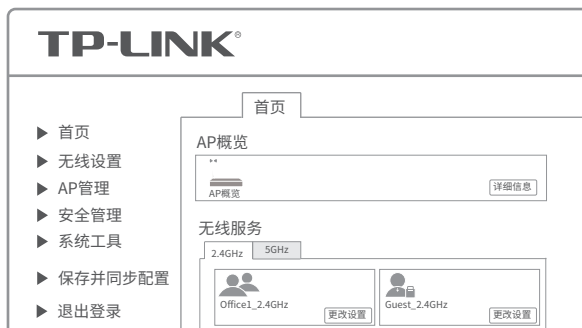 TP-LINK®
首页
首页
无线设置
AP管理
安全管理
系统工具
保存并同步配置
退出登录
AP概览
AP概览
详细信息
无线服务
2.4GHz
5GHz
Office1_2.4GHz
更改设置
Guest_2.4GHz
更改设置